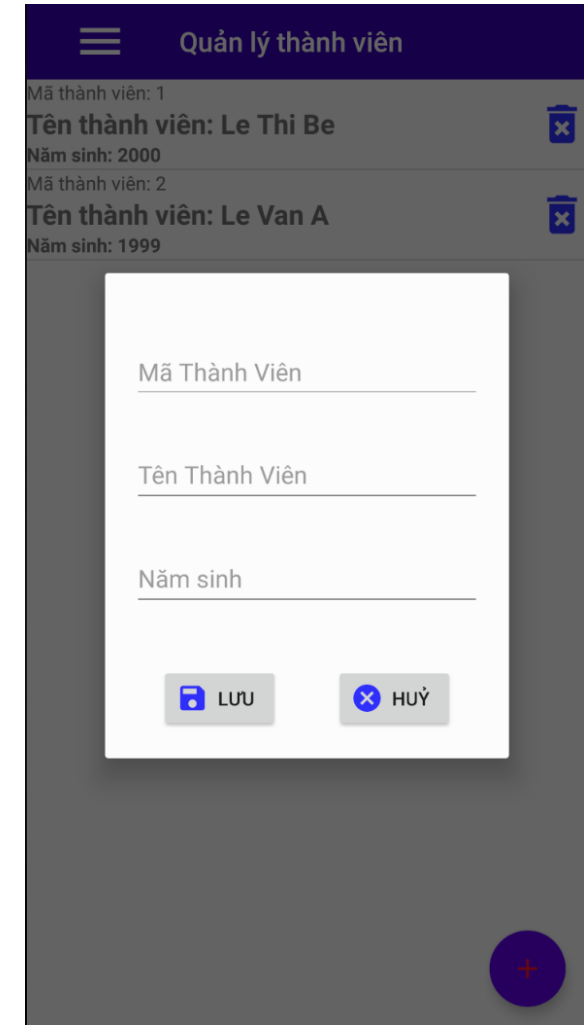 Quản lý thành viên
Mã thành viên: 1
Tên thành viên: Le Thi Be
Năm sinh: 2000
Mã thành viên: 2
Tên thành viên: Le Van A
Năm sinh: 1999
Mã Thành Viên
Tên Thành Viên
Năm sinh
LƯU
HUỶ